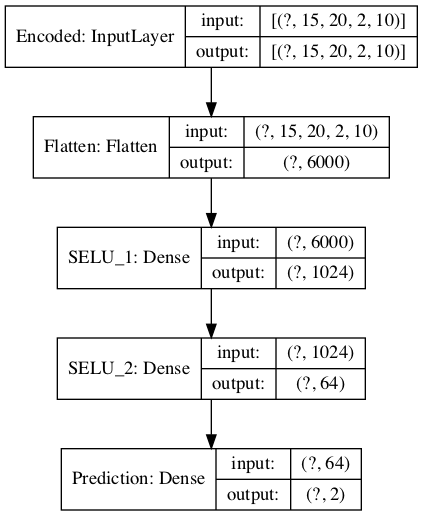 Encoded: InputLayer
input: [(?, 15, 20, 2, 10)]
output: [(?, 15, 20, 2, 10)]
Flatten: Flatten
input: (?, 15, 20, 2, 10)
output: (?, 6000)
SELU_1: Dense
input: (?, 6000)
output: (?, 1024)
SELU_2: Dense
input: (?, 1024)
output: (?, 64)
Prediction: Dense
input: (?, 64)
output: (?, 2)